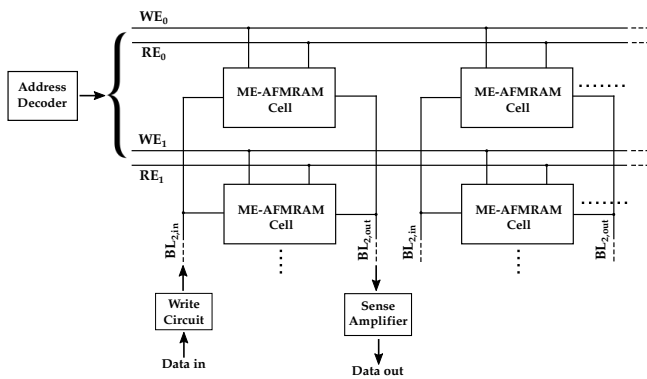 WE0
RE0
Address
Decoder
ME-AFMRAM
Cell
ME-AFMRAM
Cell
WE1
RE1
ME-AFMRAM
Cell
ME-AFMRAM
Cell
BL2,in
BL2,out
BL2,in
BL2,out
Write
Circuit
Sense
Amplifier
Data in
Data out